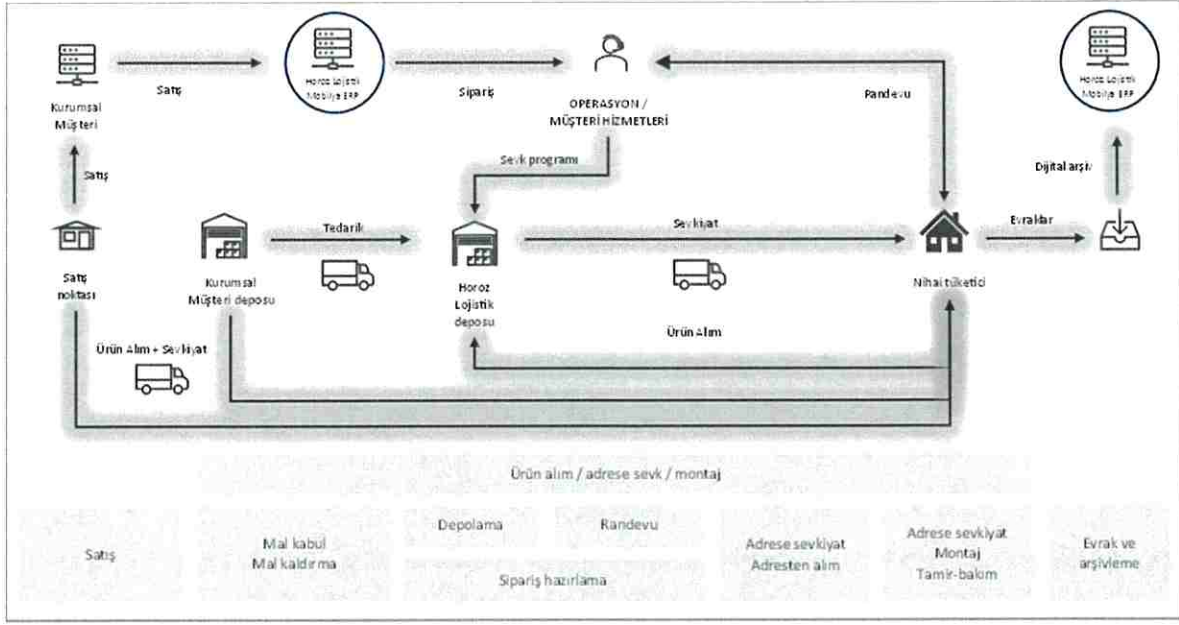 Horoz Lojistik
Mobilya ERP
Horoz Lojistik
Mobilya ERP
Kurumsal
Müşteri
Satış
Sipariş
OPERASYON /
MÜŞTERİ HİZMETLERİ
Randevu
Sevk programı
Satış
Dijital arşiv
Tedarik
Sevkiyat
Evraklar
Satış
noktası
Kurumsal
Müşteri deposu
Horoz
Lojistik
deposu
Nihai tüketici
Ürün Alım
Ürün Alım + Sevkiyat
Ürün alım / adrese sevk / montaj
Satış
Mal kabul
Mal kaldırma
Depolama
Randevu
Sipariş hazırlama
Adrese sevkiyat
Adresten alım
Adrese sevkiyat
Montaj
Tamir-bakım
Evrak ve
arşivleme